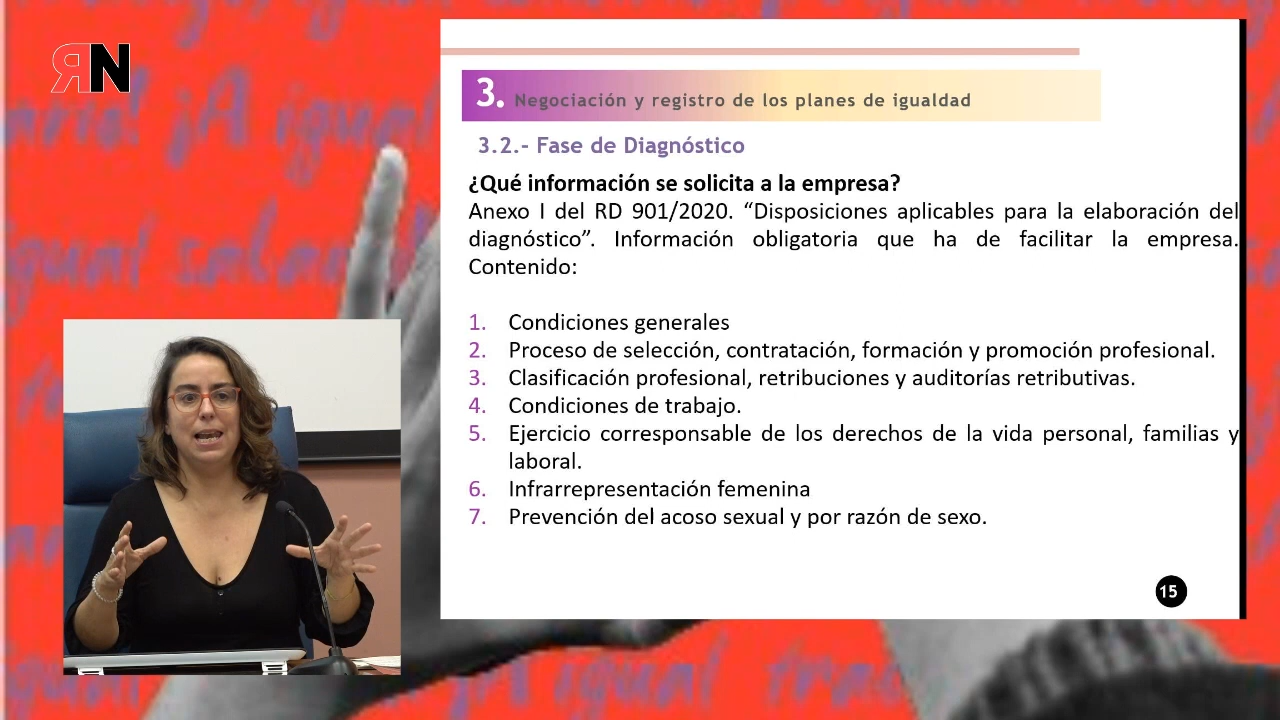 ЯN
3. Negociación y registro de los planes de igualdad
3.2.- Fase de Diagnóstico
¿Qué información se solicita a la empresa?
Anexo I del RD 901/2020. “Disposiciones aplicables para la elaboración del
diagnóstico”. Información obligatoria que ha de facilitar la empresa.
Contenido:
1. Condiciones generales
2. Proceso de selección, contratación, formación y promoción profesional.
3. Clasificación profesional, retribuciones y auditorías retributivas.
4. Condiciones de trabajo.
5. Ejercicio corresponsable de los derechos de la vida personal, familias y
laboral.
6. Infrarrepresentación femenina
7. Prevención del acoso sexual y por razón de sexo.
15
¡A igual